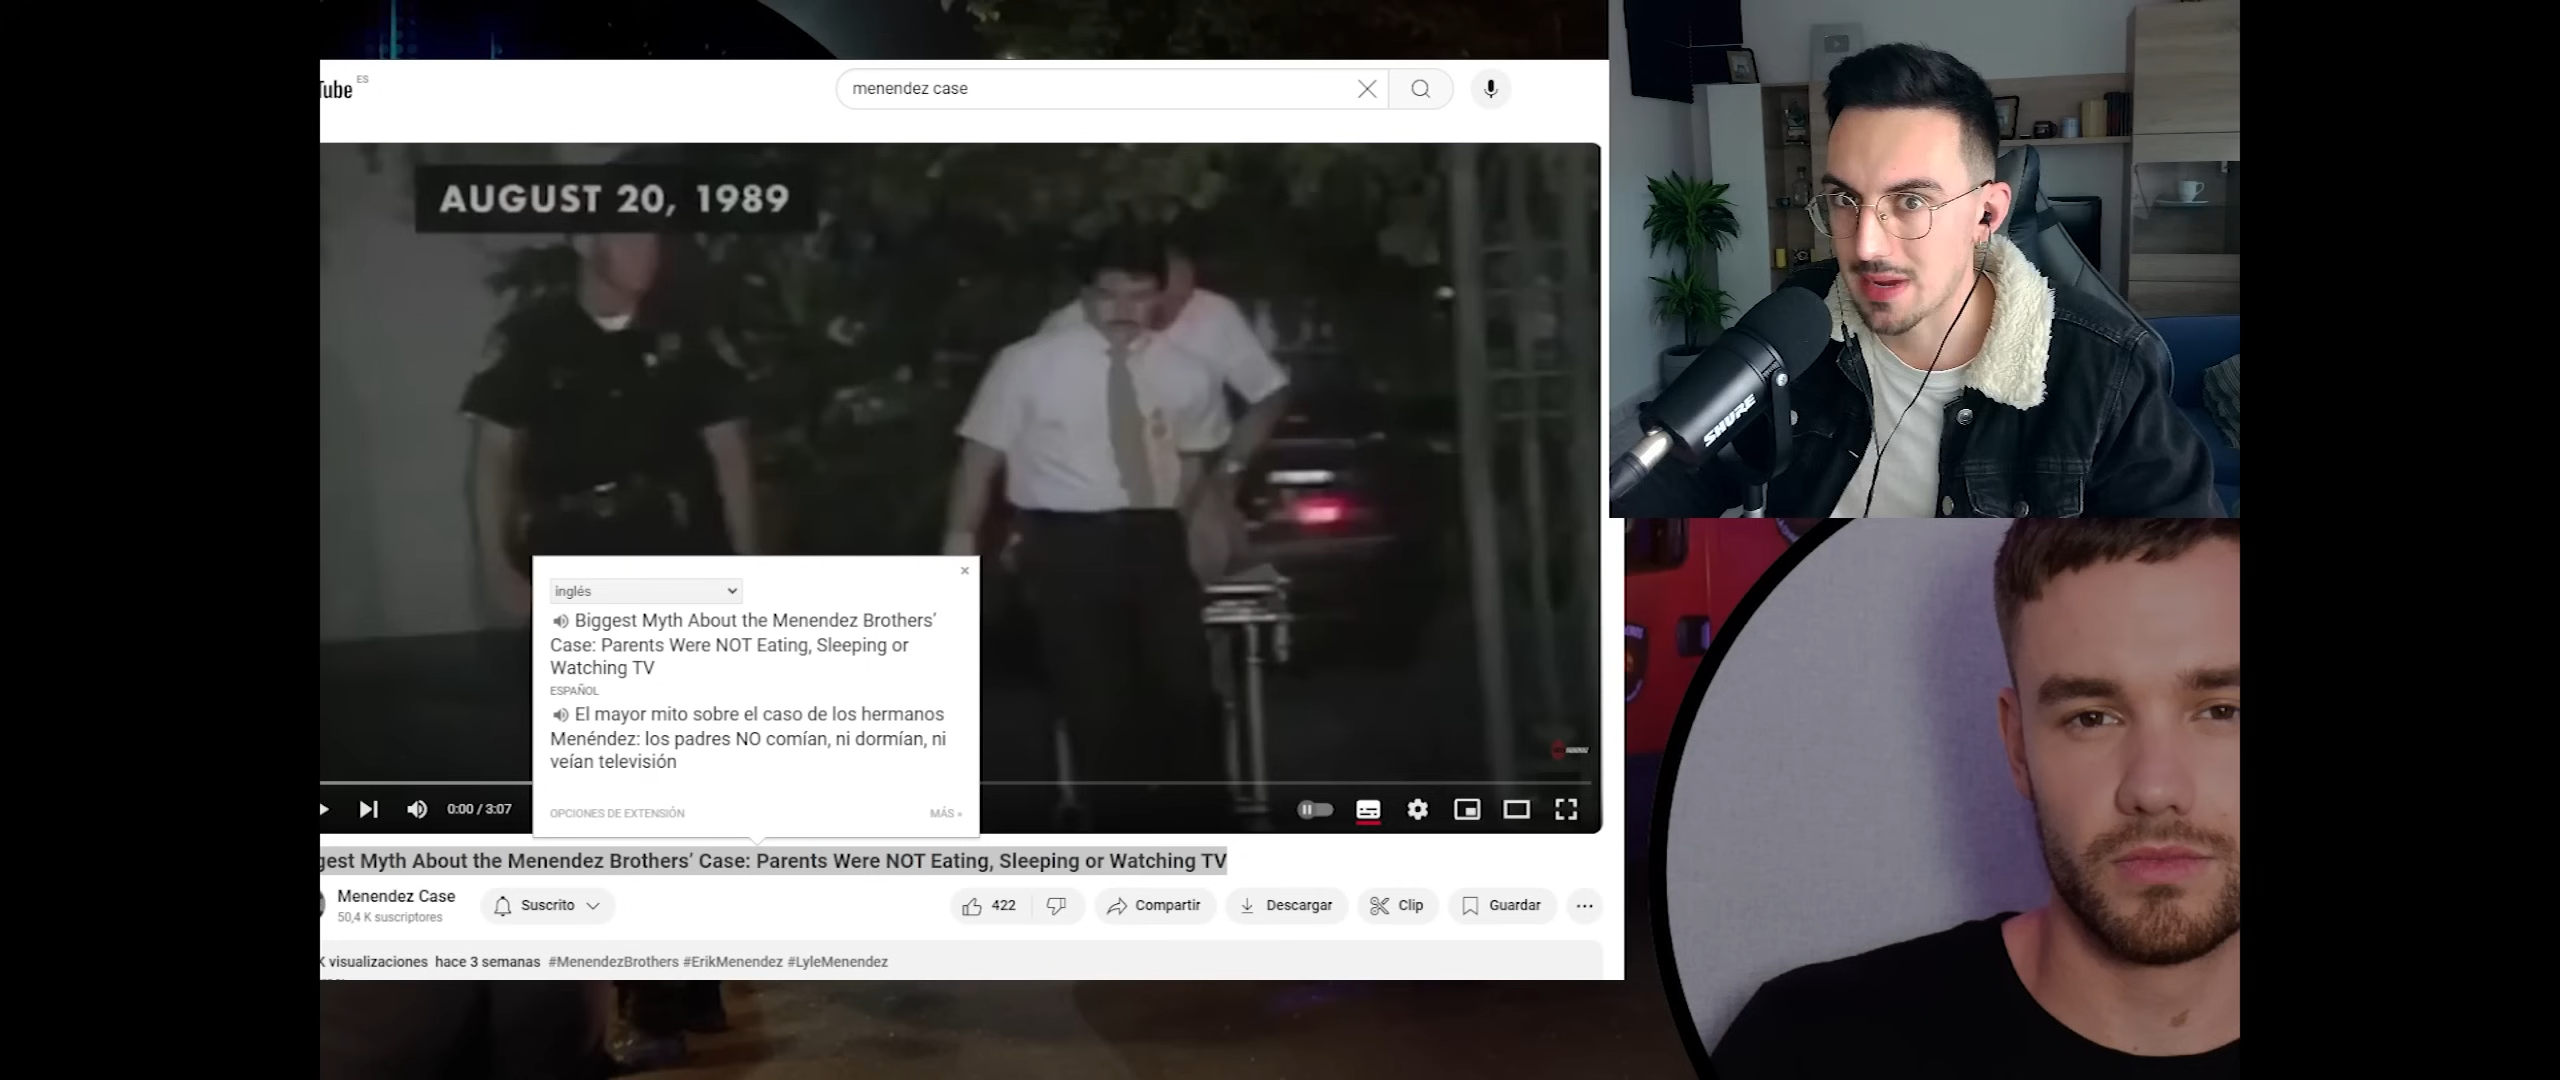 Tube ES
menendez case
AUGUST 20, 1989
inglés
Biggest Myth About the Menendez Brothers’
Case: Parents Were NOT Eating, Sleeping or
Watching TV
ESPAÑOL
El mayor mito sobre el caso de los hermanos
Menéndez: los padres NO comían, ni dormían, ni
veían televisión
OPCIONES DE EXTENSIÓN MÁS »
0:00 / 3:07
gest Myth About the Menendez Brothers’ Case: Parents Were NOT Eating, Sleeping or Watching TV
Menendez Case
50,4 K suscriptores
Suscrito
422
Compartir
Descargar
Clip
Guardar
K visualizaciones hace 3 semanas #MenendezBrothers #ErikMenendez #LyleMenendez
SHURE